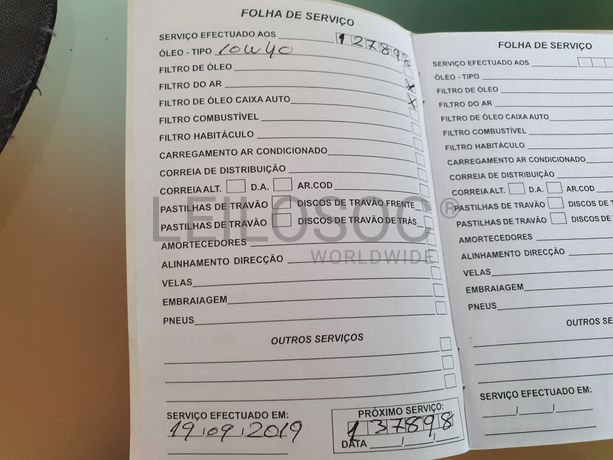 FOLHA DE SERVIÇO
SERVIÇO EFECTUADO AOS 127898
ÓLEO - TIPO 10W40
FILTRO DE ÓLEO
FILTRO DO AR X
FILTRO DE ÓLEO CAIXA AUTO X
FILTRO COMBUSTÍVEL
FILTRO HABITÁCULO
CARREGAMENTO AR CONDICIONADO
CORREIA DE DISTRIBUIÇÃO
CORREIA ALT. D.A. AR.COD
PASTILHAS DE TRAVÃO DISCOS DE TRAVÃO FRENTE
PASTILHAS DE TRAVÃO DISCOS DE TRAVÃO DE TRÁS
AMORTECEDORES
ALINHAMENTO DIRECÇÃO
VELAS
EMBRAIAGEM
PNEUS
OUTROS SERVIÇOS
SERVIÇO EFECTUADO EM:
19/09/2019
PRÓXIMO SERVIÇO:
137898
DATA / /
FOLHA DE SERVIÇO
SERVIÇO EFECTUADO AOS
ÓLEO - TIPO
FILTRO DE ÓLEO
FILTRO DO AR
FILTRO DE ÓLEO CAIXA AUTO
FILTRO COMBUSTÍVEL
FILTRO HABITÁCULO
CARREGAMENTO AR CONDICIONADO
CORREIA DE DISTRIBUIÇÃO
CORREIA ALT. D.A. AR.COD
PASTILHAS DE TRAVÃO DISCOS DE T
PASTILHAS DE TRAVÃO DISCOS DE
AMORTECEDORES
ALINHAMENTO DIRECÇÃO
VELAS
EMBRAIAGEM
PNEUS
OUTROS SE
SERVIÇO EFECTUADO EM:
/ /
LEILOSOC®
WORLDWIDE